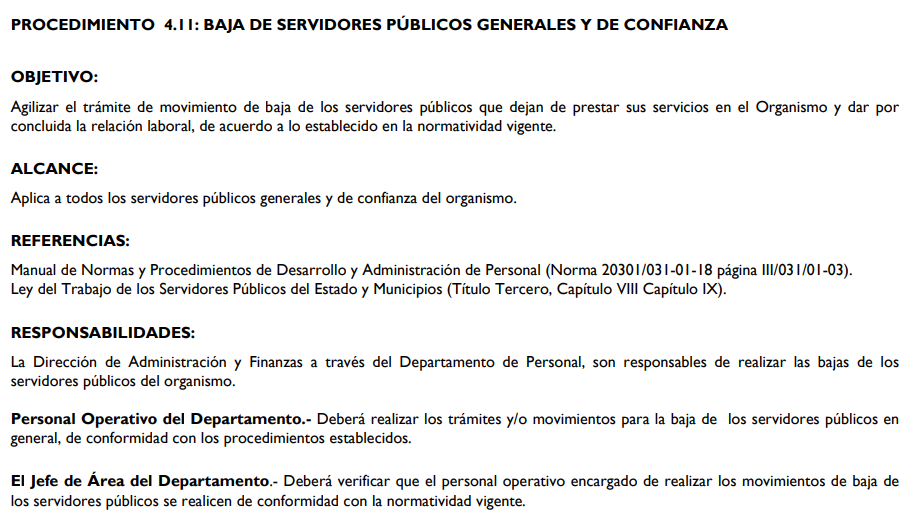 PROCEDIMIENTO 4.11: BAJA DE SERVIDORES PÚBLICOS GENERALES Y DE CONFIANZA
OBJETIVO:
Agilizar el trámite de movimiento de baja de los servidores públicos que dejan de prestar sus servicios en el Organismo y dar por
concluida la relación laboral, de acuerdo a lo establecido en la normatividad vigente.
ALCANCE:
Aplica a todos los servidores públicos generales y de confianza del organismo.
REFERENCIAS:
Manual de Normas y Procedimientos de Desarrollo y Administración de Personal (Norma 20301/031-01-18 página III/031/01-03).
Ley del Trabajo de los Servidores Públicos del Estado y Municipios (Título Tercero, Capítulo VIII Capítulo IX).
RESPONSABILIDADES:
La Dirección de Administración y Finanzas a través del Departamento de Personal, son responsables de realizar las bajas de los
servidores públicos del organismo.
Personal Operativo del Departamento.- Deberá realizar los trámites y/o movimientos para la baja de los servidores públicos en
general, de conformidad con los procedimientos establecidos.
El Jefe de Área del Departamento.- Deberá verificar que el personal operativo encargado de realizar los movimientos de baja de
los servidores públicos se realicen de conformidad con la normatividad vigente.